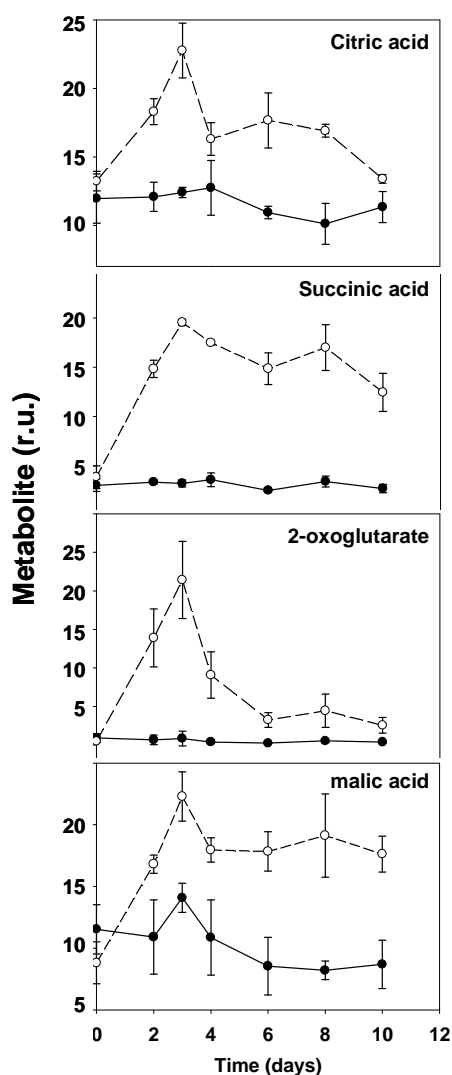 25
Citric acid
20
15
10
Succinic acid
20
15
10
5
2-oxoglutarate
25
20
15
10
5
malic acid
20
15
10
5
0 2 4 6 8 10 12
Time (days)
Metabolite (r.u.)